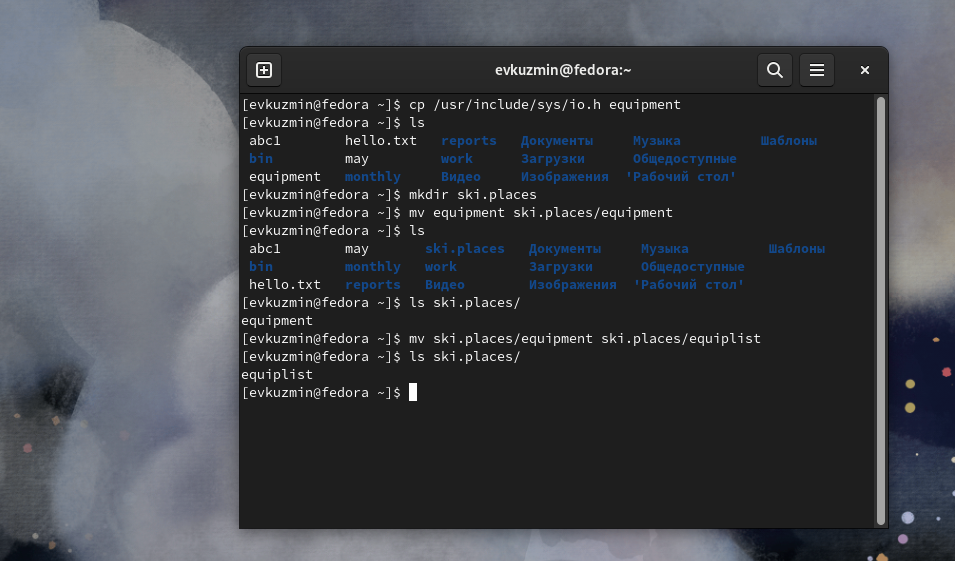 evkuzmin@fedora:~
[evkuzmin@fedora ~]$ cp /usr/include/sys/io.h equipment
[evkuzmin@fedora ~]$ ls
abc1 hello.txt reports Документы Музыка Шаблоны
bin may work Загрузки Общедоступные
equipment monthly Видео Изображения 'Рабочий стол'
[evkuzmin@fedora ~]$ mkdir ski.places
[evkuzmin@fedora ~]$ mv equipment ski.places/equipment
[evkuzmin@fedora ~]$ ls
abc1 may ski.places Документы Музыка Шаблоны
bin monthly work Загрузки Общедоступные
hello.txt reports Видео Изображения 'Рабочий стол'
[evkuzmin@fedora ~]$ ls ski.places/
equipment
[evkuzmin@fedora ~]$ mv ski.places/equipment ski.places/equiplist
[evkuzmin@fedora ~]$ ls ski.places/
equiplist
[evkuzmin@fedora ~]$